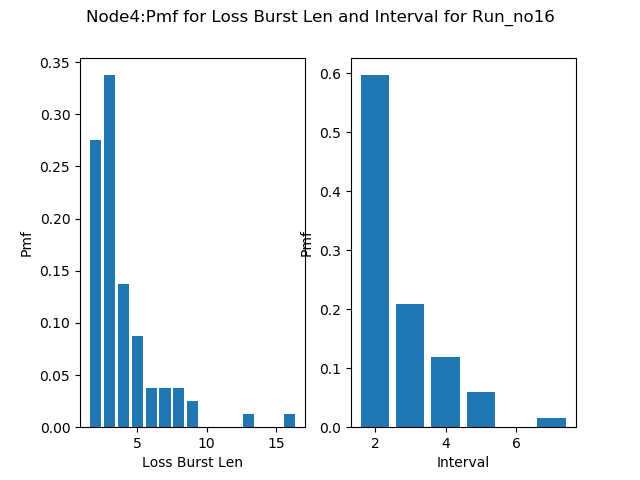 Node4:Pmf for Loss Burst Len and Interval for Run_no16
0.35
0.30
0.25
0.20
0.15
0.10
0.05
0.00
Pmf
5 10 15
Loss Burst Len
0.6
0.5
0.4
0.3
0.2
0.1
0.0
Pmf
2 4 6
Interval